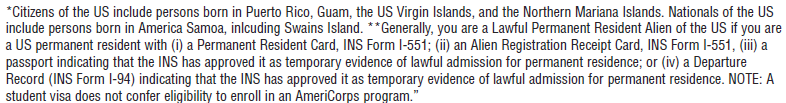 *Citizens of the US include persons born in Puerto Rico, Guam, the US Virgin Islands, and the Northern Mariana Islands. Nationals of the US
include persons born in America Samoa, inlcuding Swains Island. **Generally, you are a Lawful Permanent Resident Alien of the US if you are
a US permanent resident with (i) a Permanent Resident Card, INS Form I-551; (ii) an Alien Registration Receipt Card, INS Form I-551, (iii) a
passport indicating that the INS has approved it as temporary evidence of lawful admission for permanent residence; or (iv) a Departure
Record (INS Form I-94) indicating that the INS has approved it as temporary evidence of lawful admission for permanent residence. NOTE: A
student visa does not confer eligibility to enroll in an AmeriCorps program.”